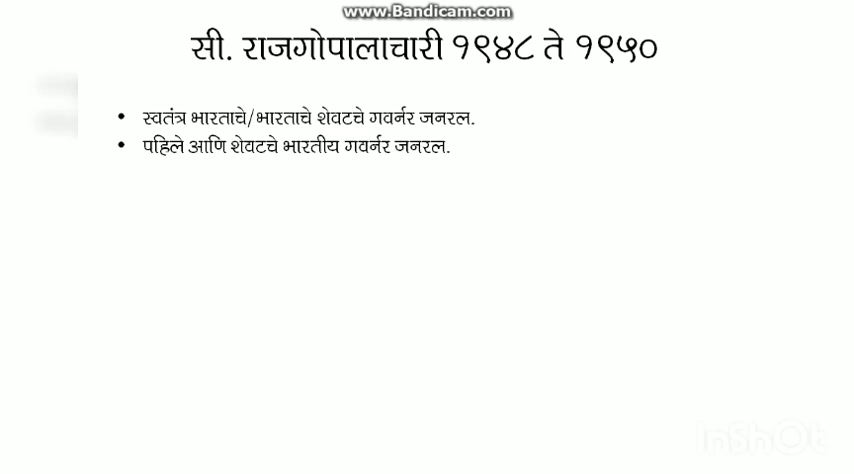 www.Bandicam.com
सी. राजगोपालाचारी १९४८ ते १९५०
• स्वतंत्र भारताचे/भारताचे शेवटचे गवर्नर जनरल.
• पहिले आणि शेवटचे भारतीय गवर्नर जनरल.
InShOt